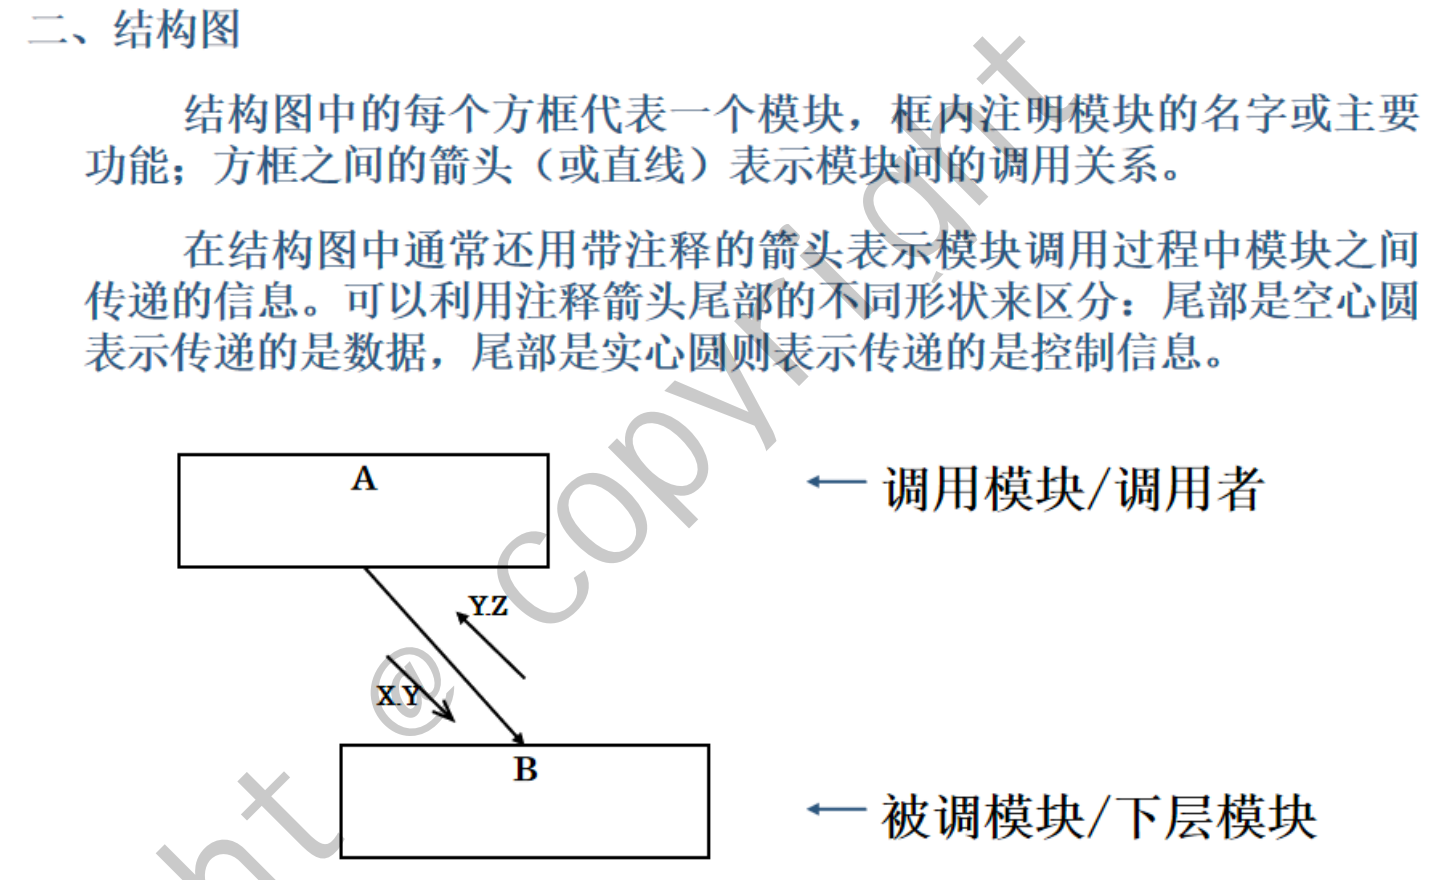 二、结构图
结构图中的每个方框代表一个模块，框内注明模块的名字或主要
功能；方框之间的箭头（或直线）表示模块间的调用关系。
在结构图中通常还用带注释的箭头表示模块调用过程中模块之间
传递的信息。可以利用注释箭头尾部的不同形状来区分：尾部是空心圆
表示传递的是数据，尾部是实心圆则表示传递的是控制信息。
A
调用模块/调用者
Y.Z
X.Y
B
被调模块/下层模块
@ copyright
ht